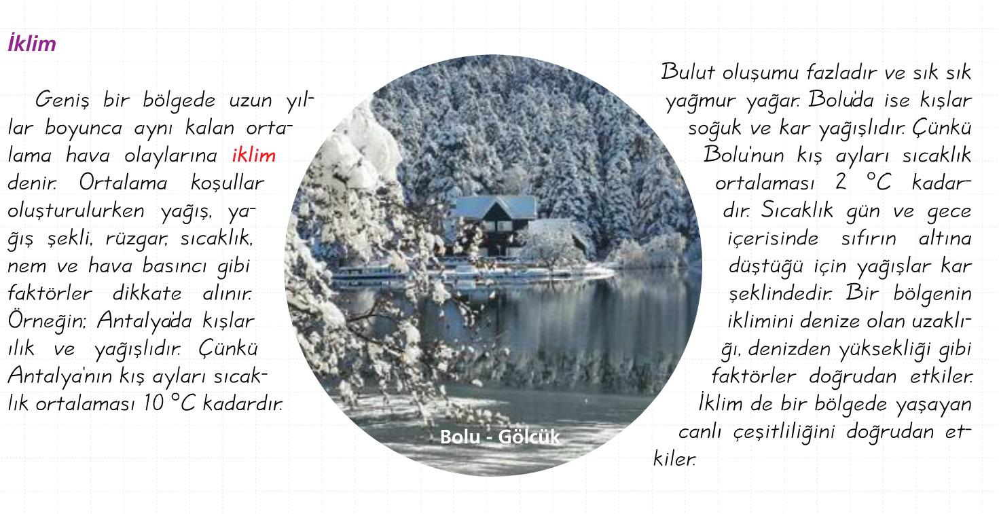 İklim
Geniş bir bölgede uzun yıl-
lar boyunca aynı kalan orta-
lama hava olaylarına iklim
denir. Ortalama koşullar
oluşturulurken yağış, ya-
ğış şekli, rüzgar, sıcaklık,
nem ve hava basıncı gibi
faktörler dikkate alınır.
Örneğin; Antalya'da kışlar
ılık ve yağışlıdır. Çünkü
Antalya'nın kış ayları sıcak-
lık ortalaması 10 °C kadardır.
Bulut oluşumu fazladır ve sık sık
yağmur yağar. Bolu'da ise kışlar
soğuk ve kar yağışlıdır. Çünkü
Bolu'nun kış ayları sıcaklık
ortalaması 2 °C kadar-
dır. Sıcaklık gün ve gece
içerisinde sıfırın altına
düştüğü için yağışlar kar
şeklindedir. Bir bölgenin
iklimini denize olan uzaklı-
ğı, denizden yüksekliği gibi
faktörler doğrudan etkiler.
İklim de bir bölgede yaşayan
canlı çeşitliliğini doğrudan et-
kiler.
Bolu - Gölcük